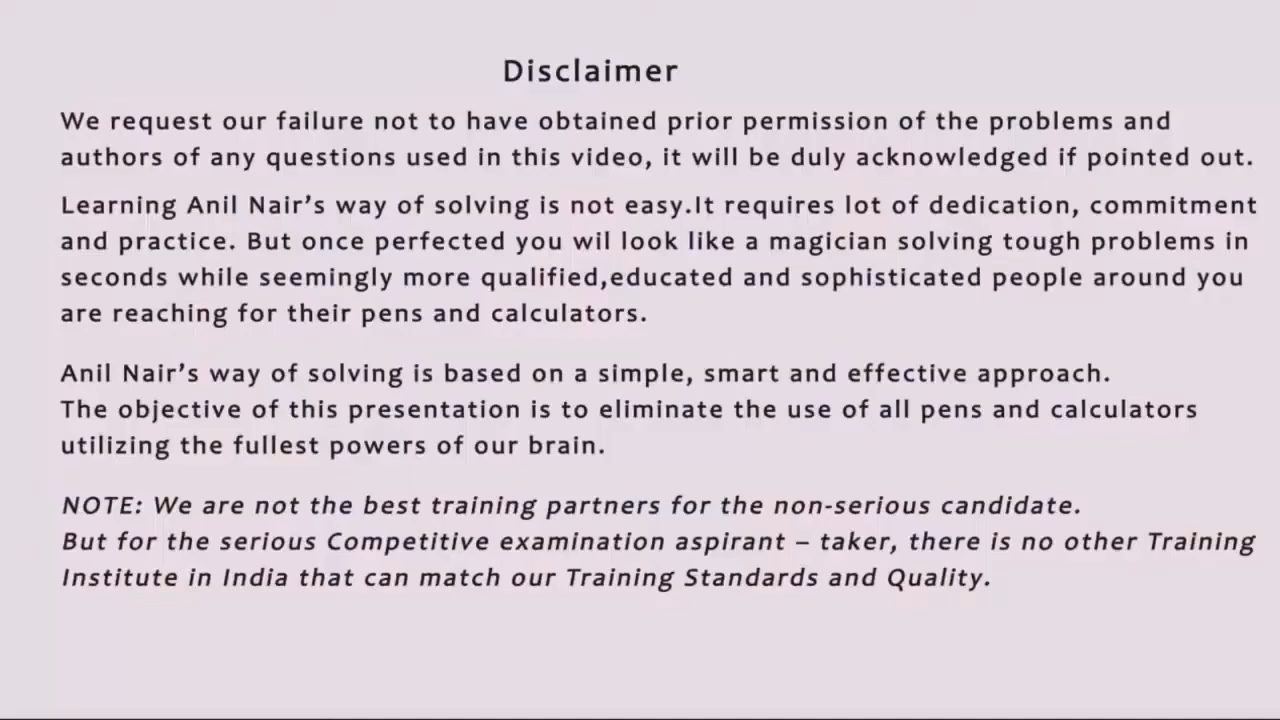 Disclaimer
We request our failure not to have obtained prior permission of the problems and
authors of any questions used in this video, it will be duly acknowledged if pointed out.
Learning Anil Nair’s way of solving is not easy.It requires lot of dedication, commitment
and practice. But once perfected you wil look like a magician solving tough problems in
seconds while seemingly more qualified,educated and sophisticated people around you
are reaching for their pens and calculators.
Anil Nair’s way of solving is based on a simple, smart and effective approach.
The objective of this presentation is to eliminate the use of all pens and calculators
utilizing the fullest powers of our brain.
NOTE: We are not the best training partners for the non-serious candidate.
But for the serious Competitive examination aspirant – taker, there is no other Training
Institute in India that can match our Training Standards and Quality.